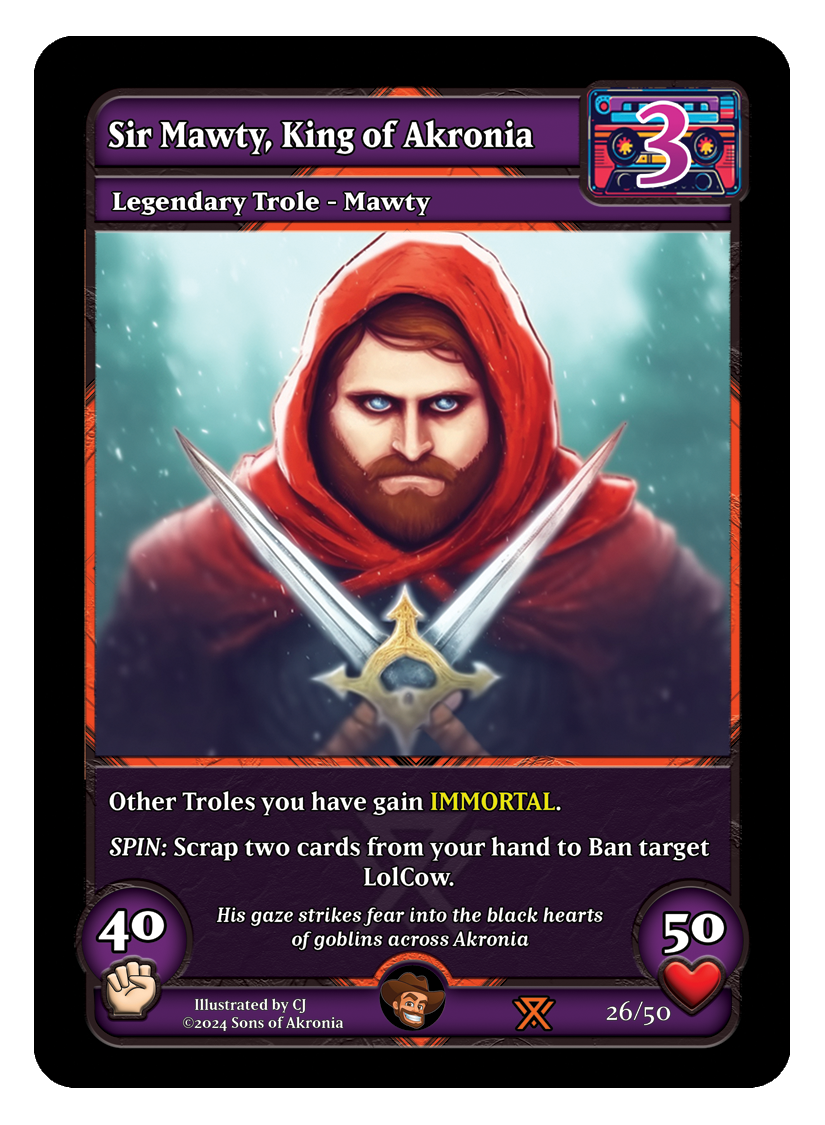 Sir Mawty, King of Akronia
3
Legendary Trole - Mawty
Other Troles you have gain IMMORTAL.
SPIN: Scrap two cards from your hand to Ban target
LolCow.
His gaze strikes fear into the black hearts
of goblins across Akronia
40
50
Illustrated by CJ
©2024 Sons of Akronia
26/50